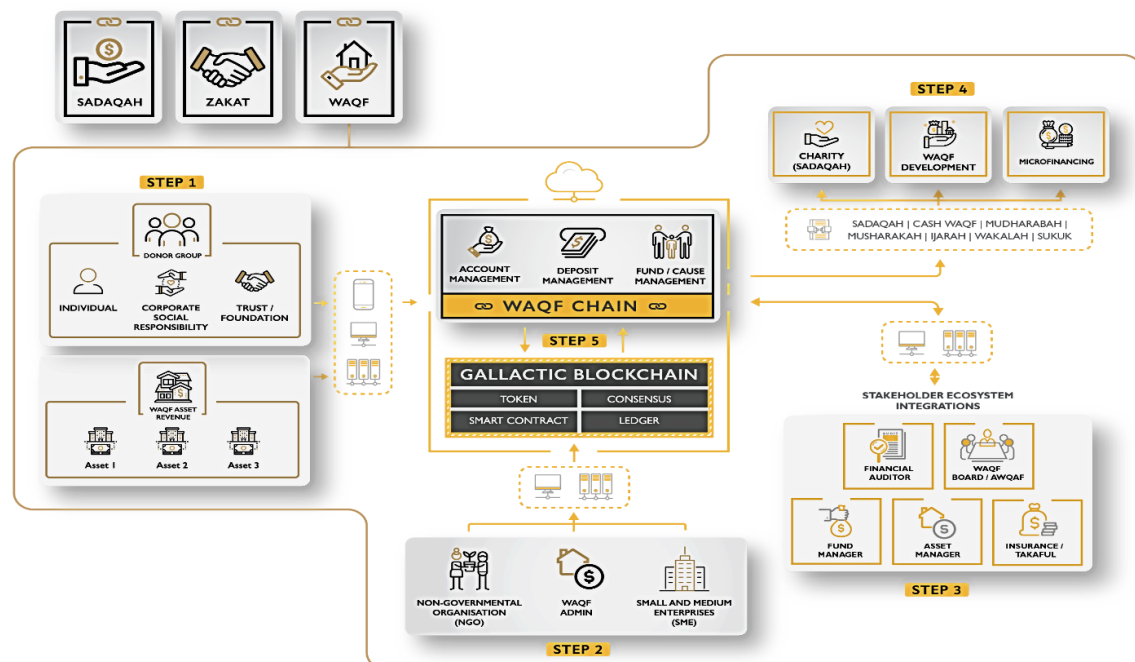 SADAQAH
ZAKAT
WAQF
STEP 1
DONOR GROUP
INDIVIDUAL
CORPORATE
SOCIAL
RESPONSIBILITY
TRUST /
FOUNDATION
WAQF ASSET
REVENUE
Asset 1
Asset 2
Asset 3
ACCOUNT
MANAGEMENT
DEPOSIT
MANAGEMENT
FUND / CAUSE
MANAGEMENT
WAQF CHAIN
STEP 5
GALLACTIC BLOCKCHAIN
TOKEN
CONSENSUS
SMART CONTRACT
LEDGER
NON-GOVERNMENTAL
ORGANISATION
(NGO)
WAQF
ADMIN
SMALL AND MEDIUM
ENTERPRISES
(SME)
STEP 2
STEP 4
CHARITY
(SADAQAH)
WAQF
DEVELOPMENT
MICROFINANCING
SADAQAH | CASH WAQF | MUDHARABAH |
MUSHARAKAH | IJARAH | WAKALAH | SUKUK
STAKEHOLDER ECOSYSTEM
INTEGRATIONS
FINANCIAL
AUDITOR
WAQF
BOARD / AWQAF
FUND
MANAGER
ASSET
MANAGER
INSURANCE /
TAKAFUL
STEP 3